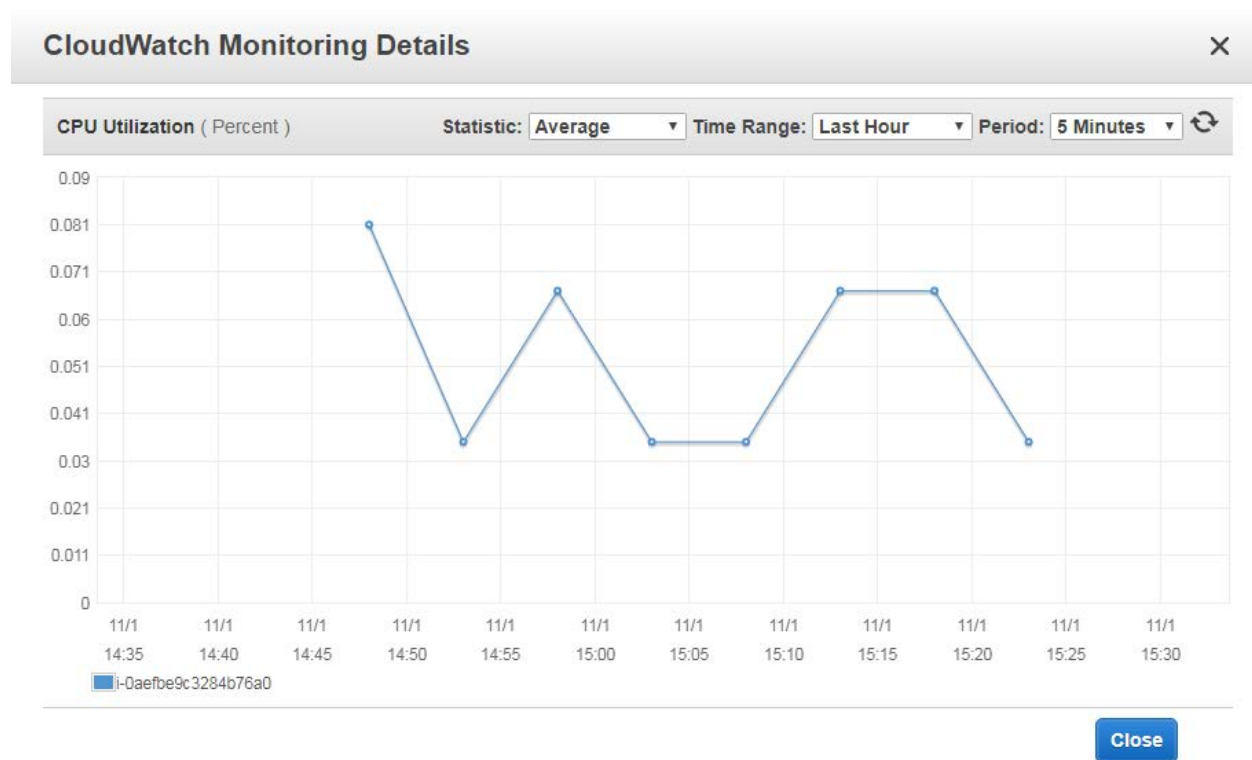 CloudWatch Monitoring Details
CPU Utilization ( Percent ) Statistic: Average Time Range: Last Hour Period: 5 Minutes
0.09
0.081
0.071
0.06
0.051
0.041
0.03
0.021
0.011
0
11/1 11/1 11/1 11/1 11/1 11/1 11/1 11/1 11/1 11/1 11/1 11/1
14:35 14:40 14:45 14:50 14:55 15:00 15:05 15:10 15:15 15:20 15:25 15:30
i-0aefbe9c3284b76a0
Close